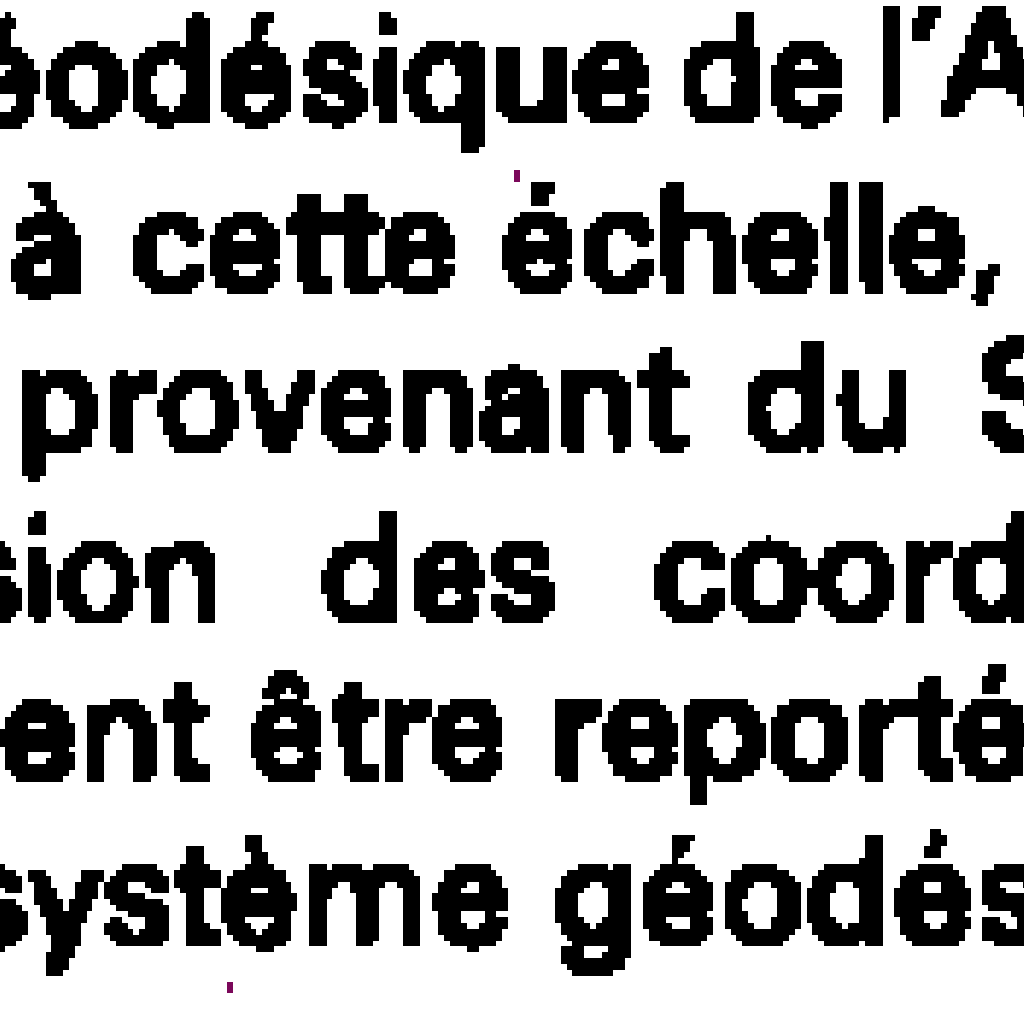 éodésique de l'A
à cette échelle,
provenant du S
sion des coord
ent être reporté
système géodés